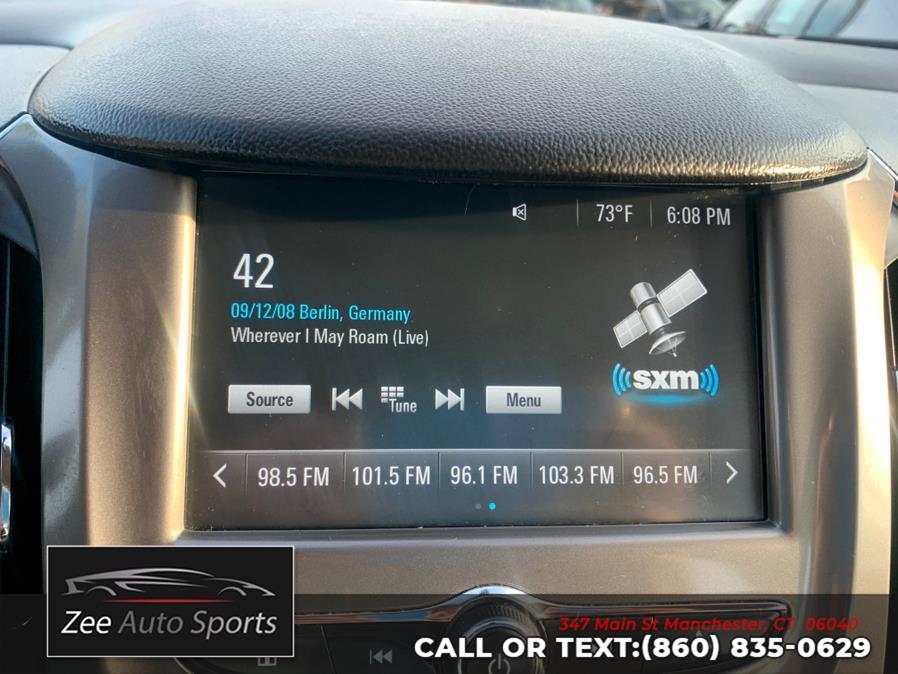 73°F 6:08 PM
42
09/12/08 Berlin, Germany
Wherever I May Roam (Live)
sxm
Source Tune Menu
98.5 FM 101.5 FM 96.1 FM 103.3 FM 96.5 FM
Zee Auto Sports
347 Main St Manchester, CT 06040
CALL OR TEXT:(860) 835-0629